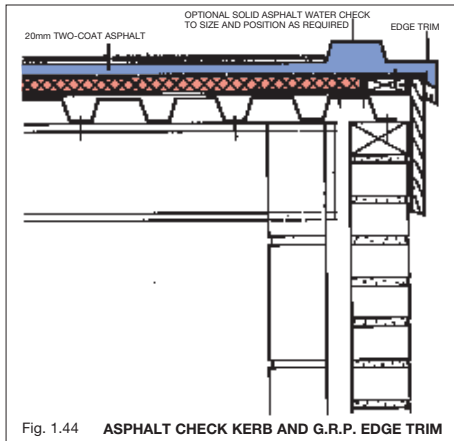 OPTIONAL SOLID ASPHALT WATER CHECK
TO SIZE AND POSITION AS REQUIRED
EDGE TRIM
20mm TWO-COAT ASPHALT
Fig. 1.44 ASPHALT CHECK KERB AND G.R.P. EDGE TRIM